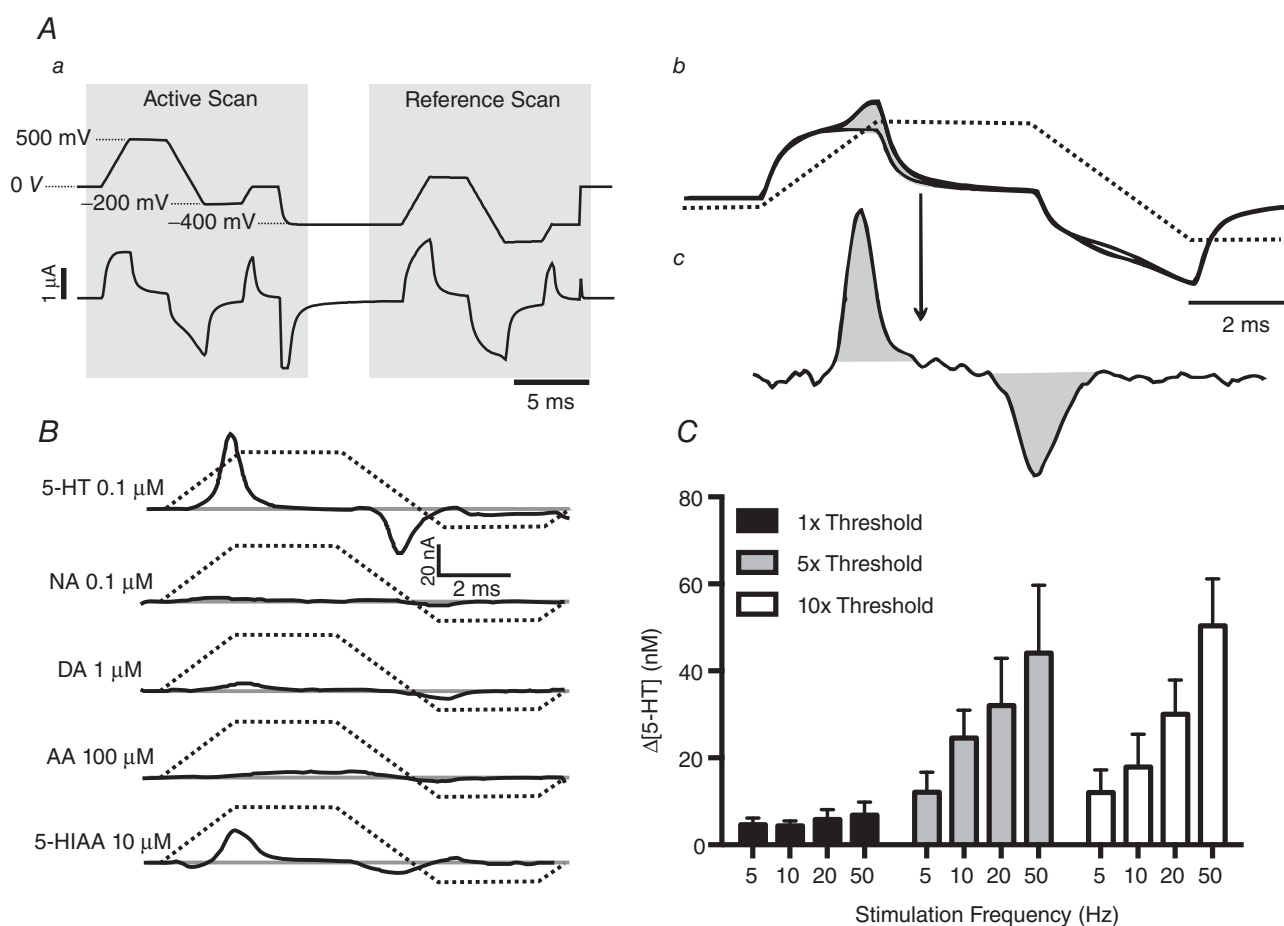 A
a
Active Scan
Reference Scan
500 mV
0 V
−200 mV
−400 mV
1 µA
5 ms
b
2 ms
c
B
5-HT 0.1 µM
20 nA
2 ms
NA 0.1 µM
DA 1 µM
AA 100 µM
5-HIAA 10 µM
C
80
60
40
20
0
Δ[5-HT] (nM)
1x Threshold
5x Threshold
10x Threshold
5 10 20 50 5 10 20 50 5 10 20 50
Stimulation Frequency (Hz)